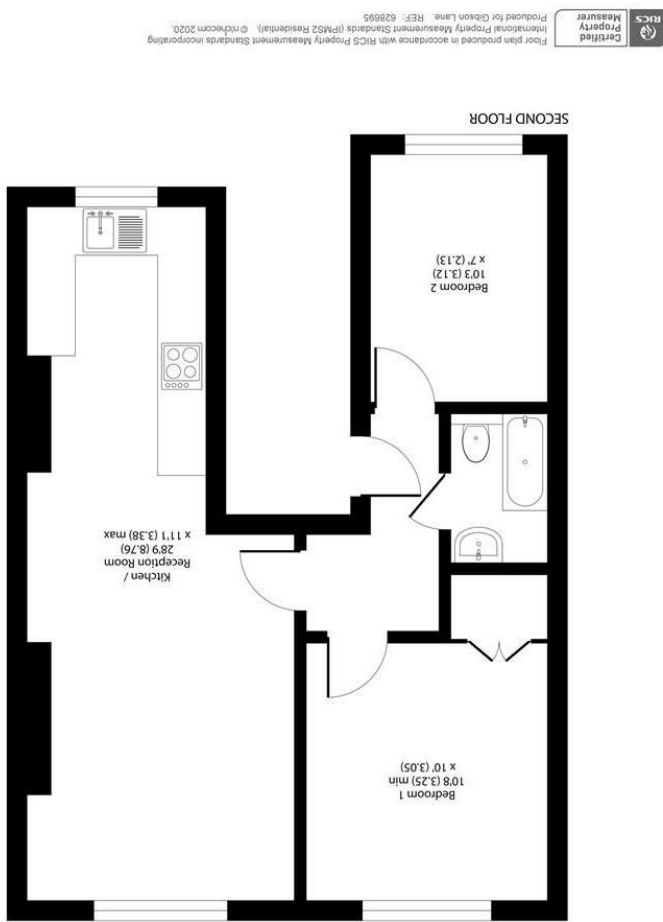 Bedroom 1
10'8 (3.25) min
x 10' (3.05)
Kitchen /
Reception Room
28'9 (8.76)
x 11'1 (3.38) max
Bedroom 2
10'3 (3.12)
x 7' (2.13)
SECOND FLOOR
RICS
Certified
Property
Measurer
Floor plan produced in accordance with RICS Property Measurement Standards incorporating
International Property Measurement Standards (IPMS2 Residential). ©nichecom 2020.
Produced for Gibson Lane. REF: 628695